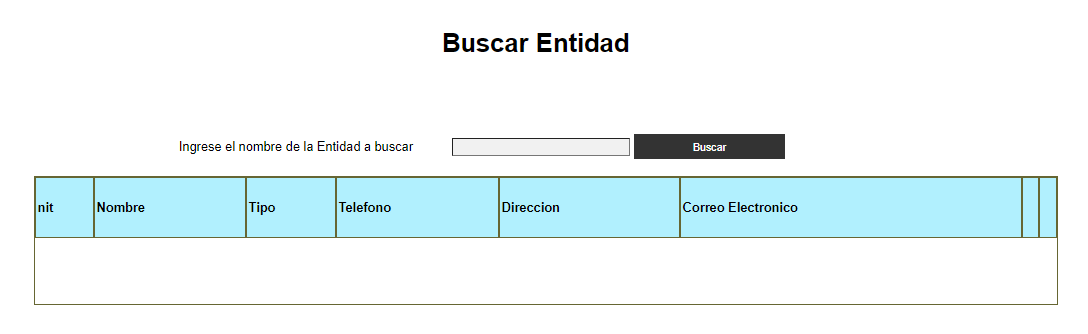 Buscar Entidad
Ingrese el nombre de la Entidad a buscar Buscar
nit Nombre Tipo Telefono Direccion Correo Electronico